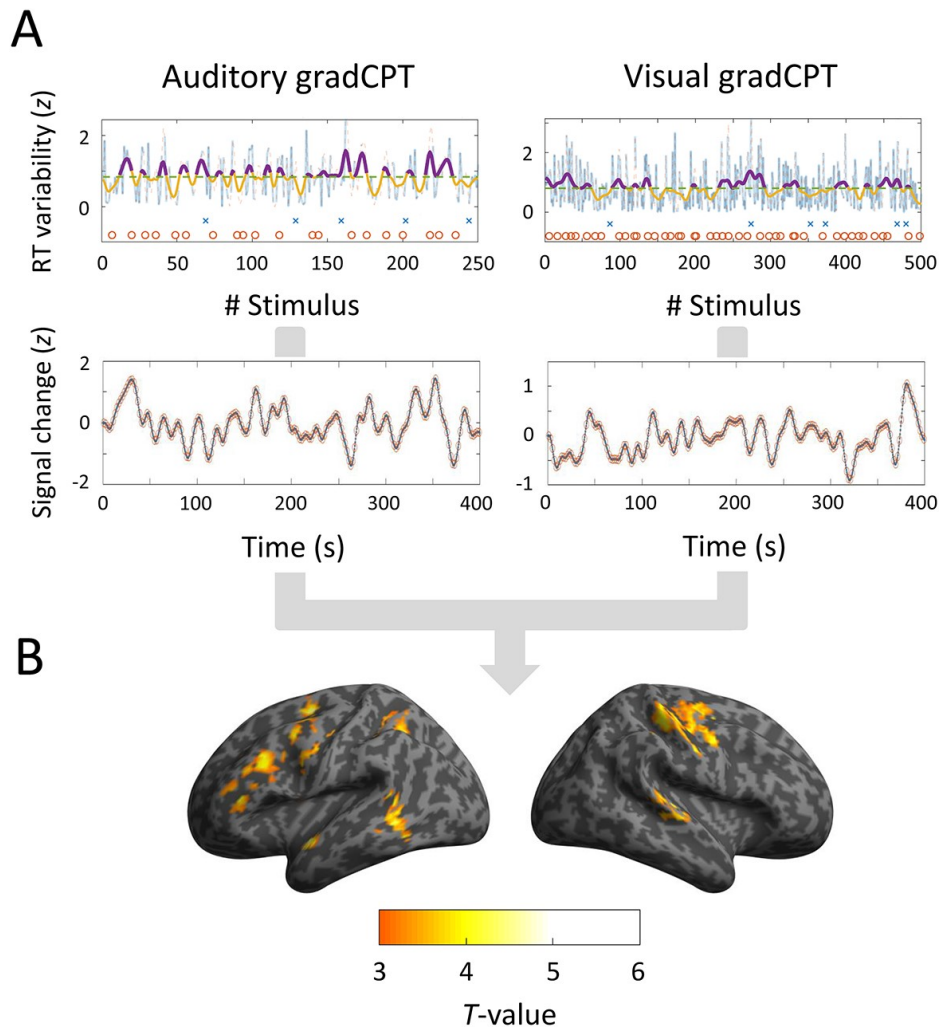 A
Auditory gradCPT
Visual gradCPT
RT variability (z)
2
0
0 50 100 150 200 250
# Stimulus
2
0
0 100 200 300 400 500
# Stimulus
Signal change (z)
2
0
-2
0 100 200 300 400
Time (s)
1
0
-1
0 100 200 300 400
Time (s)
B
3 4 5 6
T-value